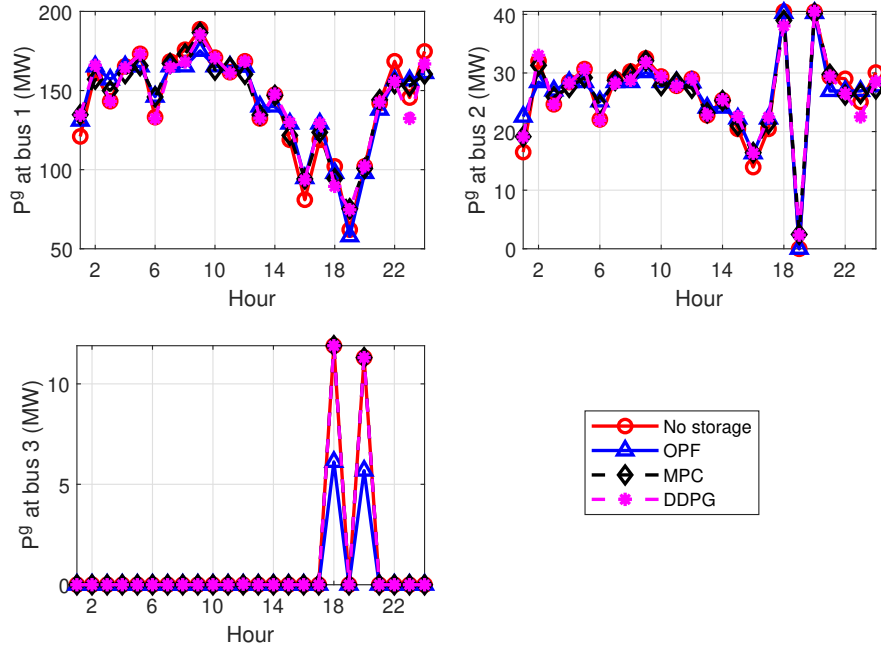 200
150
100
50
P^g at bus 1 (MW)
2 6 10 14 18 22
Hour
40
30
20
10
0
P^g at bus 2 (MW)
2 6 10 14 18 22
Hour
10
5
0
P^g at bus 3 (MW)
2 6 10 14 18 22
Hour
No storage
OPF
MPC
DDPG